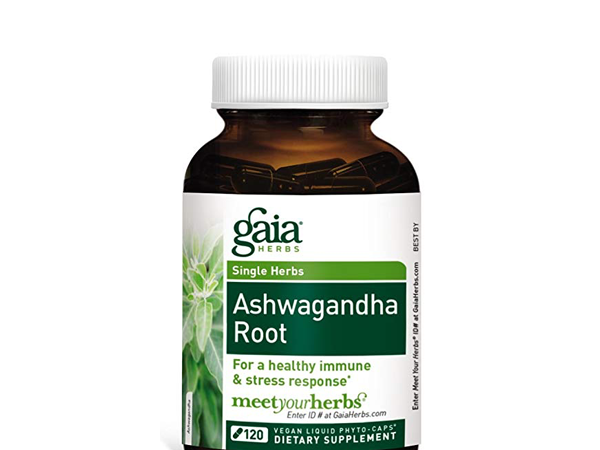 gaia®
HERBS
Single Herbs
Ashwagandha
Root
For a healthy immune
& stress response*
meetyourherbs
Enter ID # at GaiaHerbs.com
120
VEGAN LIQUID PHYTO-CAPS®
DIETARY SUPPLEMENT
Ashwagandha
Enter Meet Your Herbs® ID# at GaiaHerbs.com
BEST BY